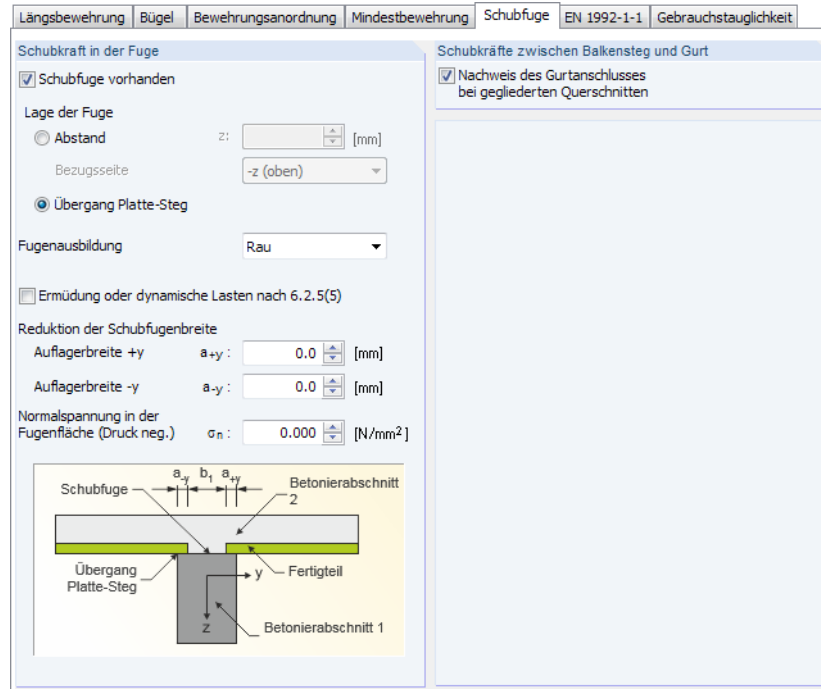 Längsbewehrung Bügel Bewehrungsanordnung Mindestbewehrung Schubfuge EN 1992-1-1 Gebrauchstauglichkeit
Schubkraft in der Fuge
Schubfuge vorhanden
Lage der Fuge
Abstand z: [mm]
Bezugsseite -z (oben)
Übergang Platte-Steg
Fugenausbildung Rau
Ermüdung oder dynamische Lasten nach 6.2.5(5)
Reduktion der Schubfugenbreite
Auflagerbreite +y a+y : 0.0 [mm]
Auflagerbreite -y a-y : 0.0 [mm]
Normalspannung in der
Fugenfläche (Druck neg.) σn : 0.000 [N/mm²]
a-y b1 a+y
Schubfuge
Betonierabschnitt
2
Übergang
Platte-Steg
y
Fertigteil
z
Betonierabschnitt 1
Schubkräfte zwischen Balkensteg und Gurt
Nachweis des Gurtanschlusses
bei gegliederten Querschnitten